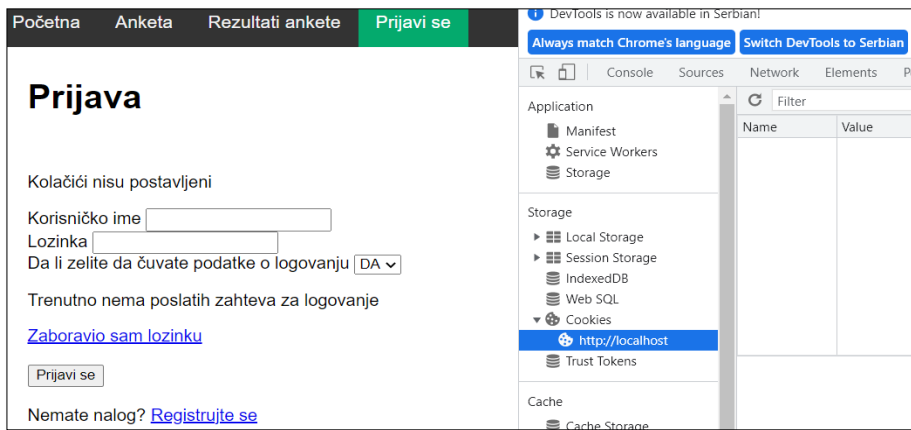 Početna Anketa Rezultati ankete Prijavi se
Prijava
Kolačići nisu postavljeni
Korisničko ime
Lozinka
Da li zelite da čuvate podatke o logovanju DA
Trenutno nema poslatih zahteva za logovanje
Zaboravio sam lozinku
Prijavi se
Nemate nalog? Registrujte se
DevTools is now available in Serbian!
Always match Chrome's language Switch DevTools to Serbian
Console Sources Network Elements
Application
Manifest
Service Workers
Storage
Storage
Local Storage
Session Storage
IndexedDB
Web SQL
Cookies
http://localhost
Trust Tokens
Cache
Cache Storage
Filter
Name Value